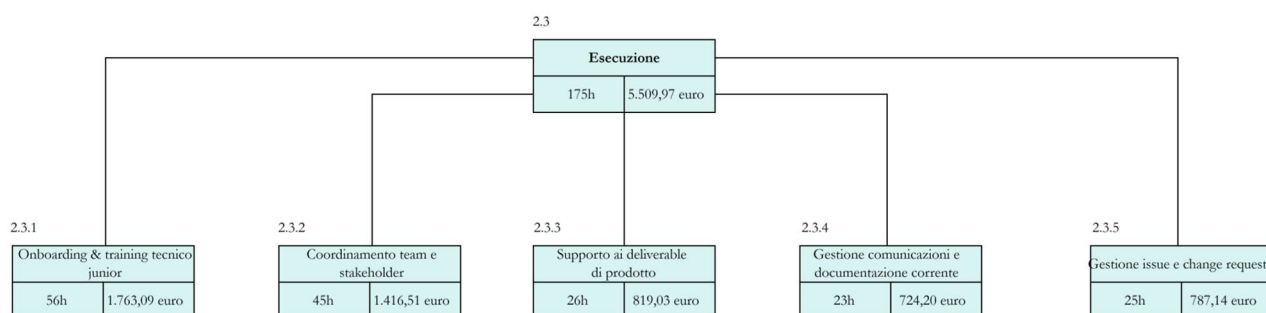 2.3
Esecuzione
175h 5.509,97 euro
2.3.1
Onboarding & training tecnico
junior
56h 1.763,09 euro
2.3.2
Coordinamento team e
stakeholder
45h 1.416,51 euro
2.3.3
Supporto ai deliverable
di prodotto
26h 819,03 euro
2.3.4
Gestione comunicazioni e
documentazione corrente
23h 724,20 euro
2.3.5
Gestione issue e change request
25h 787,14 euro